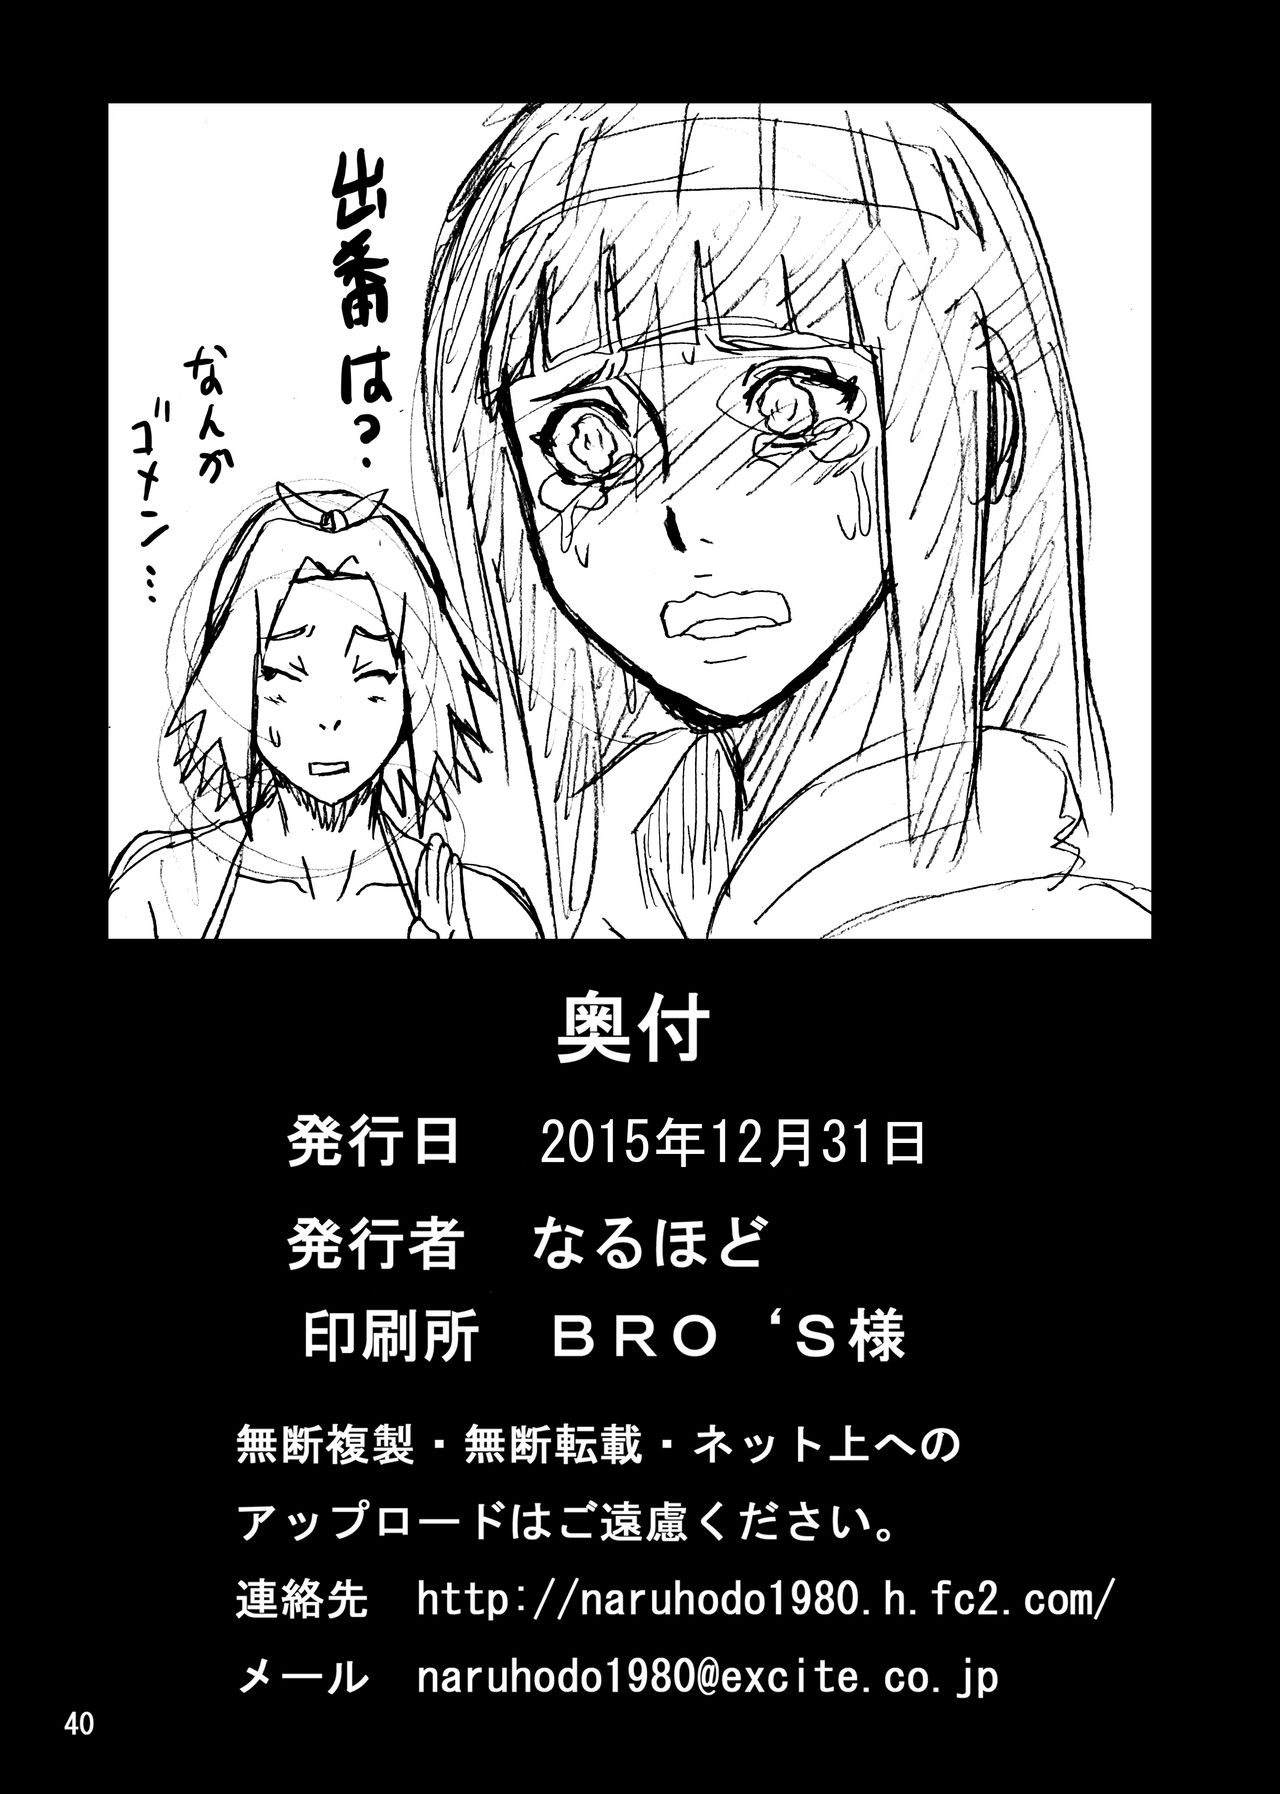 出番は?
なんか
ゴメン…
奥付
発行日　2015年12月31日
発行者　なるほど
印刷所　ＢＲＯ‘Ｓ様
無断複製・無断転載・ネット上への
アップロードはご遠慮ください。
連絡先　http://naruhodo1980.h.fc2.com/
メール　naruhodo1980@excite.co.jp
40